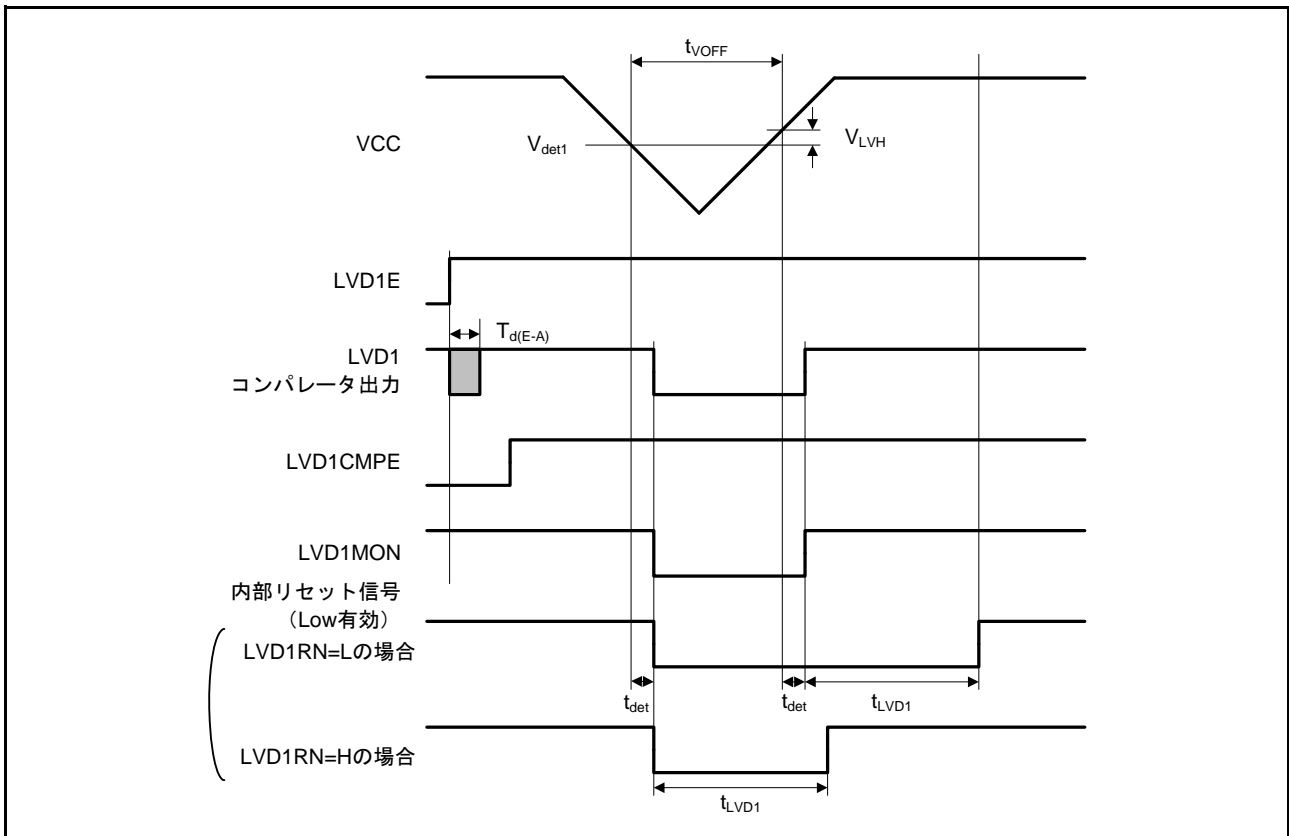 tVOFF
VCC
Vdet1
VLVH
LVD1E
Td(E-A)
LVD1
コンパレータ出力
LVD1CMPE
LVD1MON
内部リセット信号
(Low有効)
LVD1RN=Lの場合
tdet
tdet
tLVD1
LVD1RN=Hの場合
tLVD1